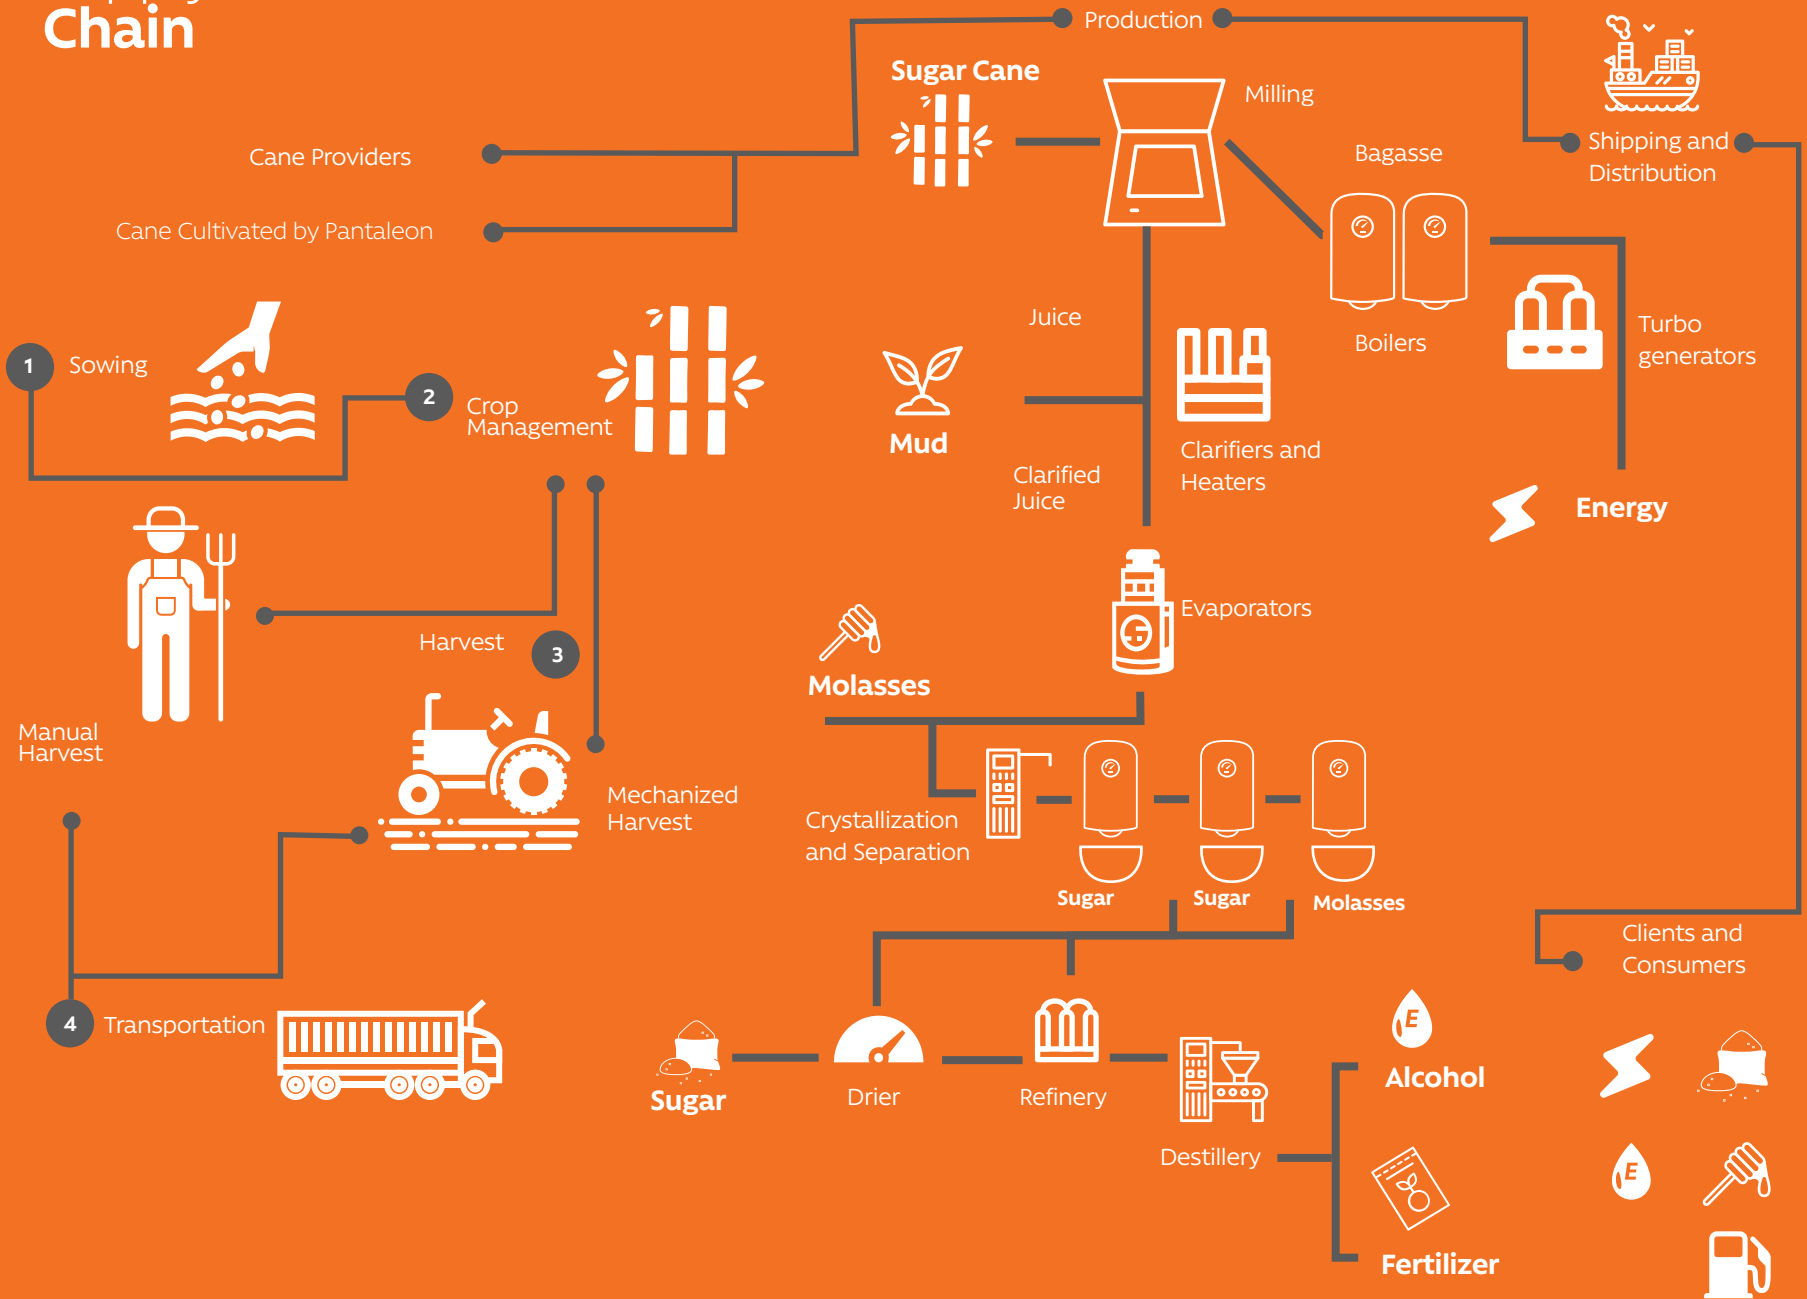 Chain
Production
Sugar Cane
Milling
Cane Providers
Bagasse
Shipping and
Distribution
Cane Cultivated by Pantaleon
Juice
Turbo
generators
Boilers
1
Sowing
2
Crop
Management
Mud
Clarifiers and
Heaters
Clarified
Juice
Energy
Evaporators
Harvest
3
Molasses
Manual
Harvest
Mechanized
Harvest
Crystallization
and Separation
Sugar
Sugar
Molasses
Clients and
Consumers
4
Transportation
E
Alcohol
Sugar
Drier
Refinery
Destillery
E
Fertilizer